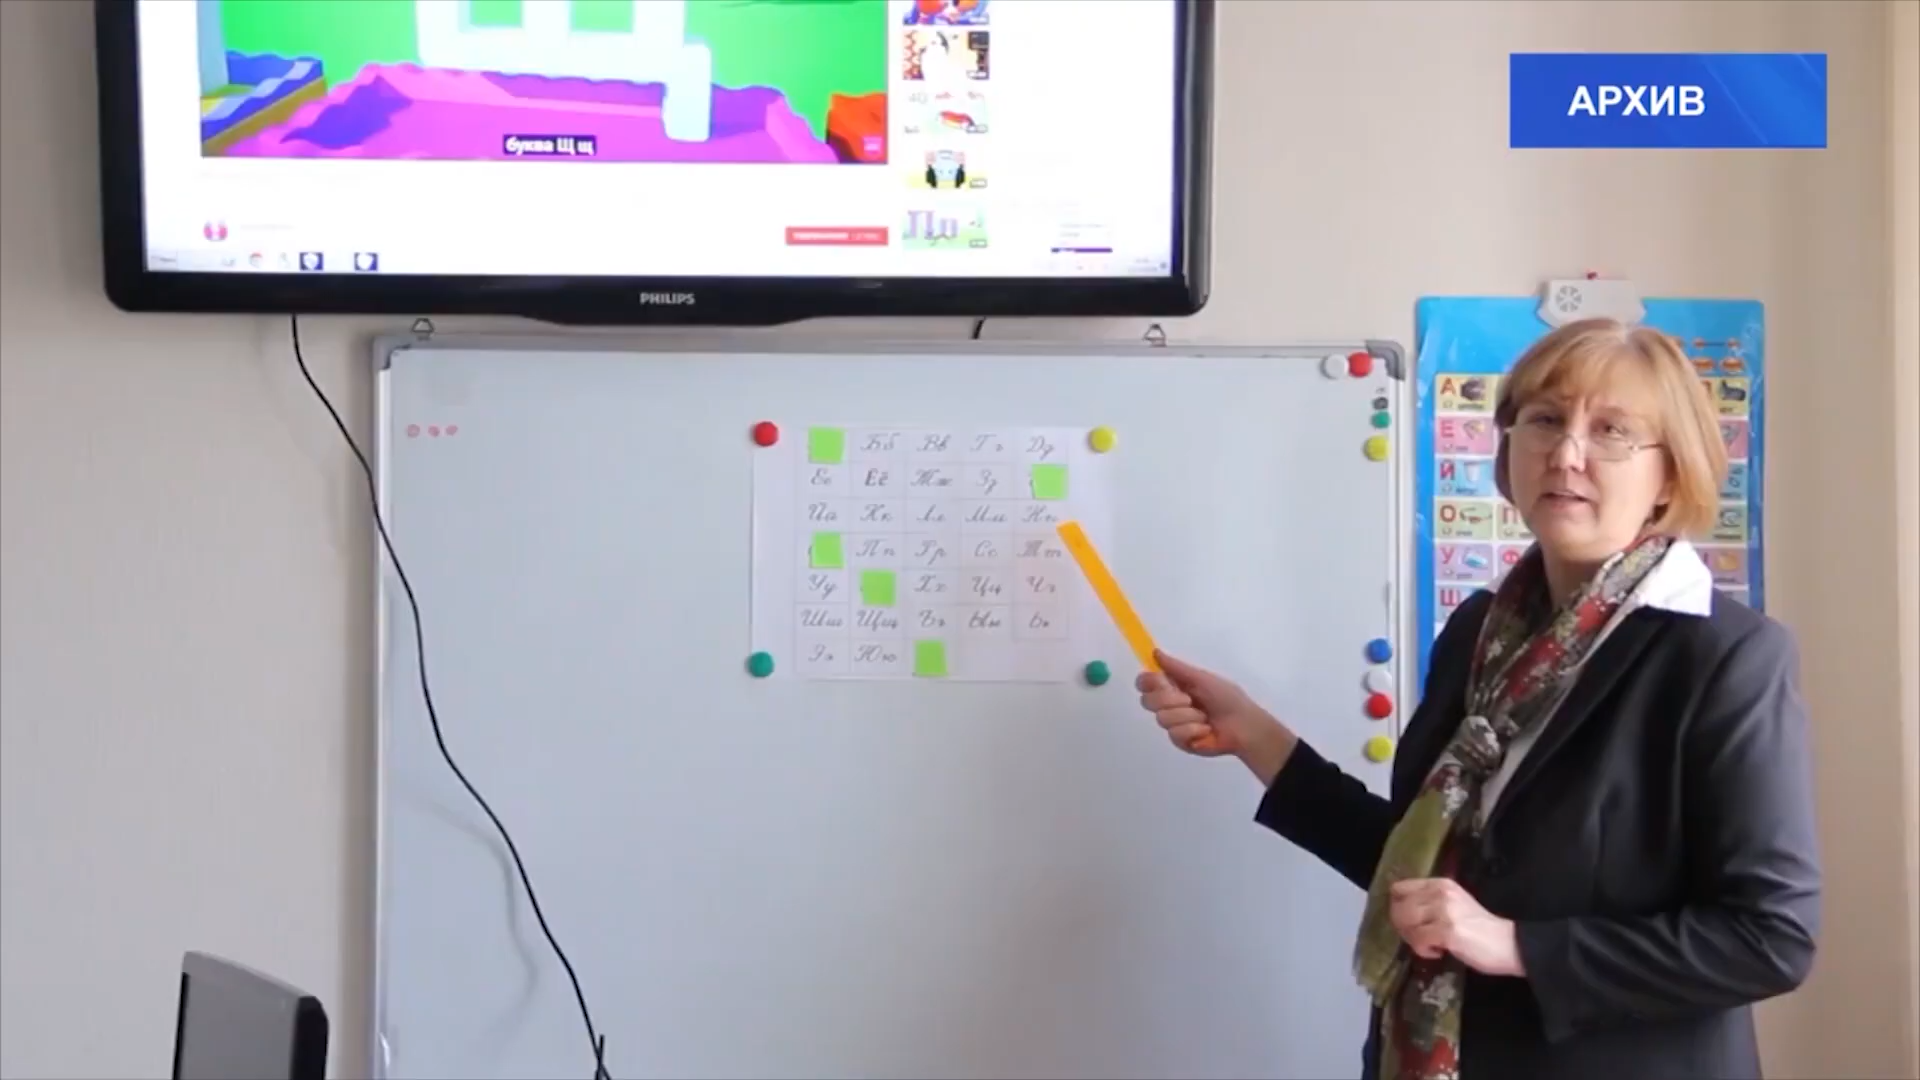 АРХИВ
буква Щ щ
PHILIPS
Бб Вв Гг Дд
Ее Ёё Жж Зз
Йй Кк Лл Мм Нн
Пп Рр Сс Тт
Уу Хх Цц Чч
Шш Щщ Ъъ Ыы Ьь
Ээ Юю
А
Е
Й
О П
У Ф
Ш